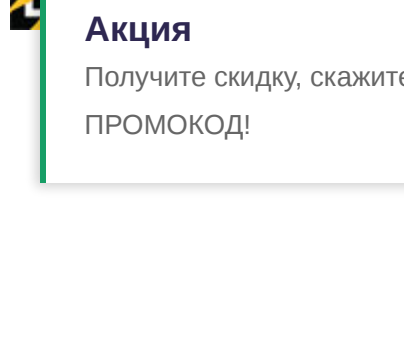 Акция
Получите скидку, скажите
ПРОМОКОД!